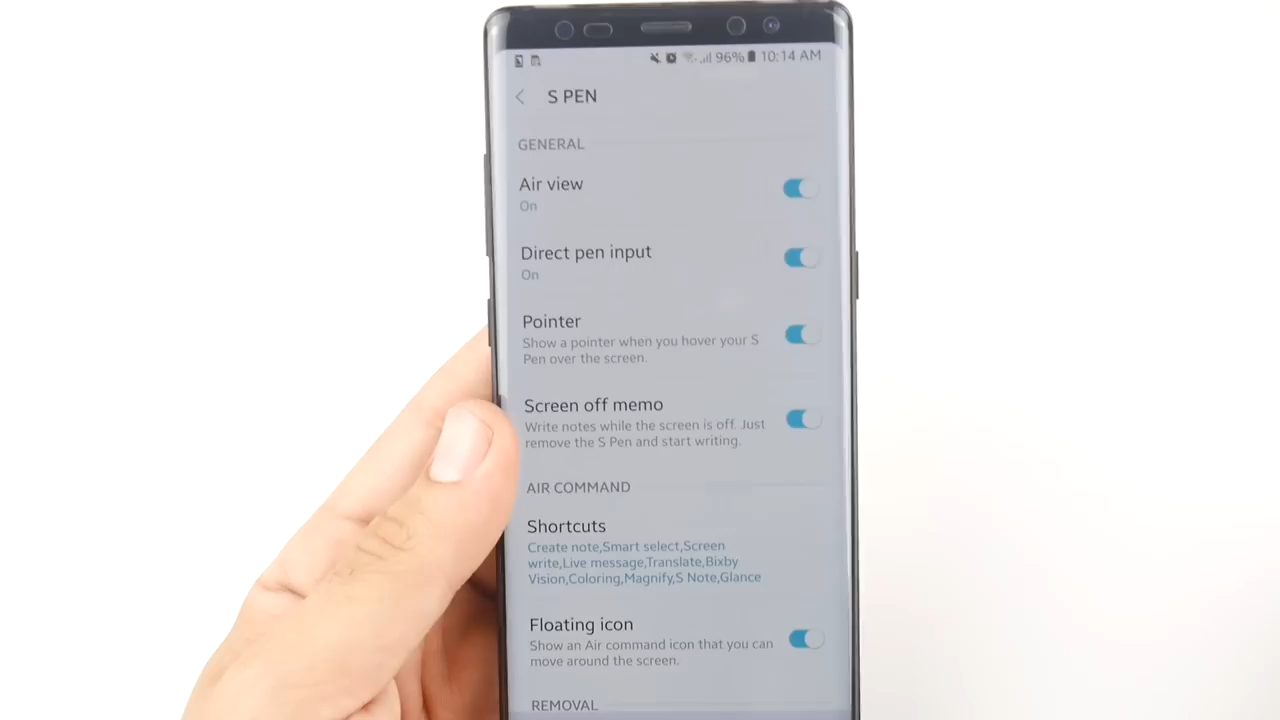 96% 10:14 AM
S PEN
GENERAL
Air view
On
Direct pen input
On
Pointer
Show a pointer when you hover your S
Pen over the screen.
Screen off memo
Write notes while the screen is off. Just
remove the S Pen and start writing.
AIR COMMAND
Shortcuts
Create note,Smart select,Screen
write,Live message,Translate,Bixby
Vision,Coloring,Magnify,S Note,Glance
Floating icon
Show an Air command icon that you can
move around the screen.
REMOVAL